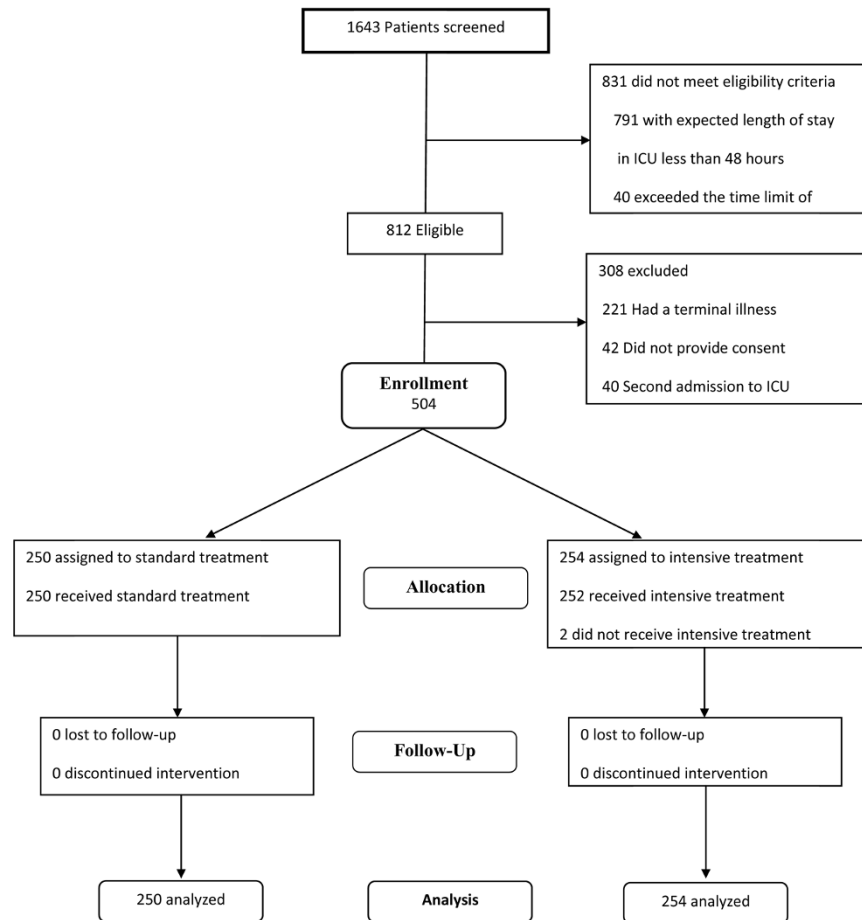 1643 Patients screened
831 did not meet eligibility criteria
791 with expected length of stay
in ICU less than 48 hours
40 exceeded the time limit of
812 Eligible
308 excluded
221 Had a terminal illness
42 Did not provide consent
40 Second admission to ICU
Enrollment
504
250 assigned to standard treatment
250 received standard treatment
Allocation
254 assigned to intensive treatment
252 received intensive treatment
2 did not receive intensive treatment
0 lost to follow-up
0 discontinued intervention
Follow-Up
0 lost to follow-up
0 discontinued intervention
250 analyzed
Analysis
254 analyzed